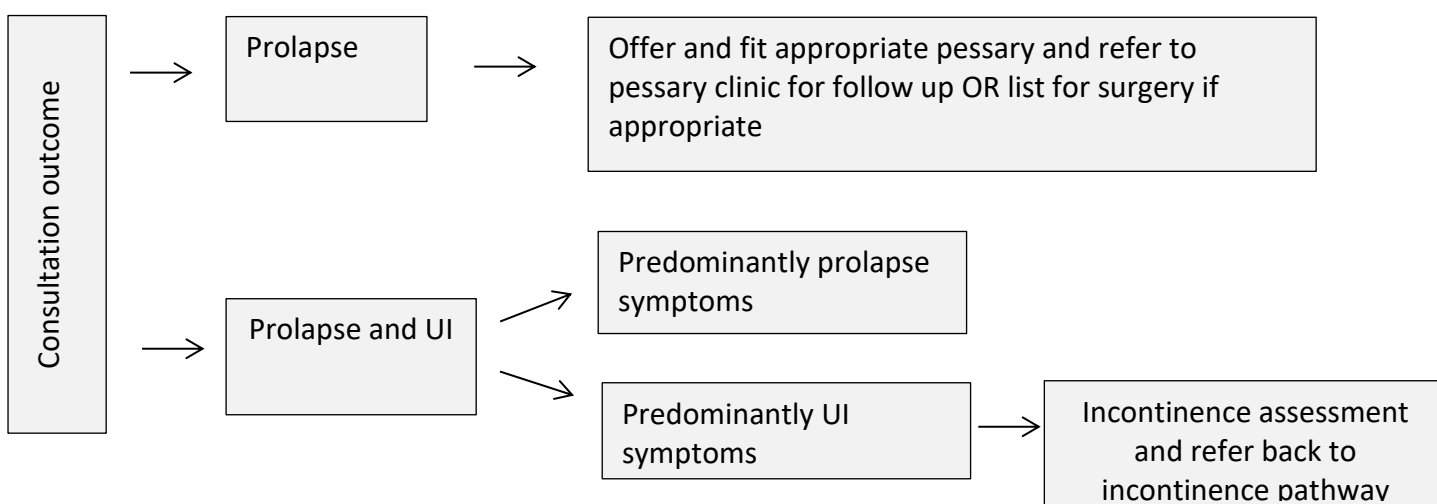 Consultation outcome
Prolapse
Offer and fit appropriate pessary and refer to
pessary clinic for follow up OR list for surgery if
appropriate
Prolapse and UI
Predominantly prolapse
symptoms
Predominantly UI
symptoms
Incontinence assessment
and refer back to
incontinence pathway